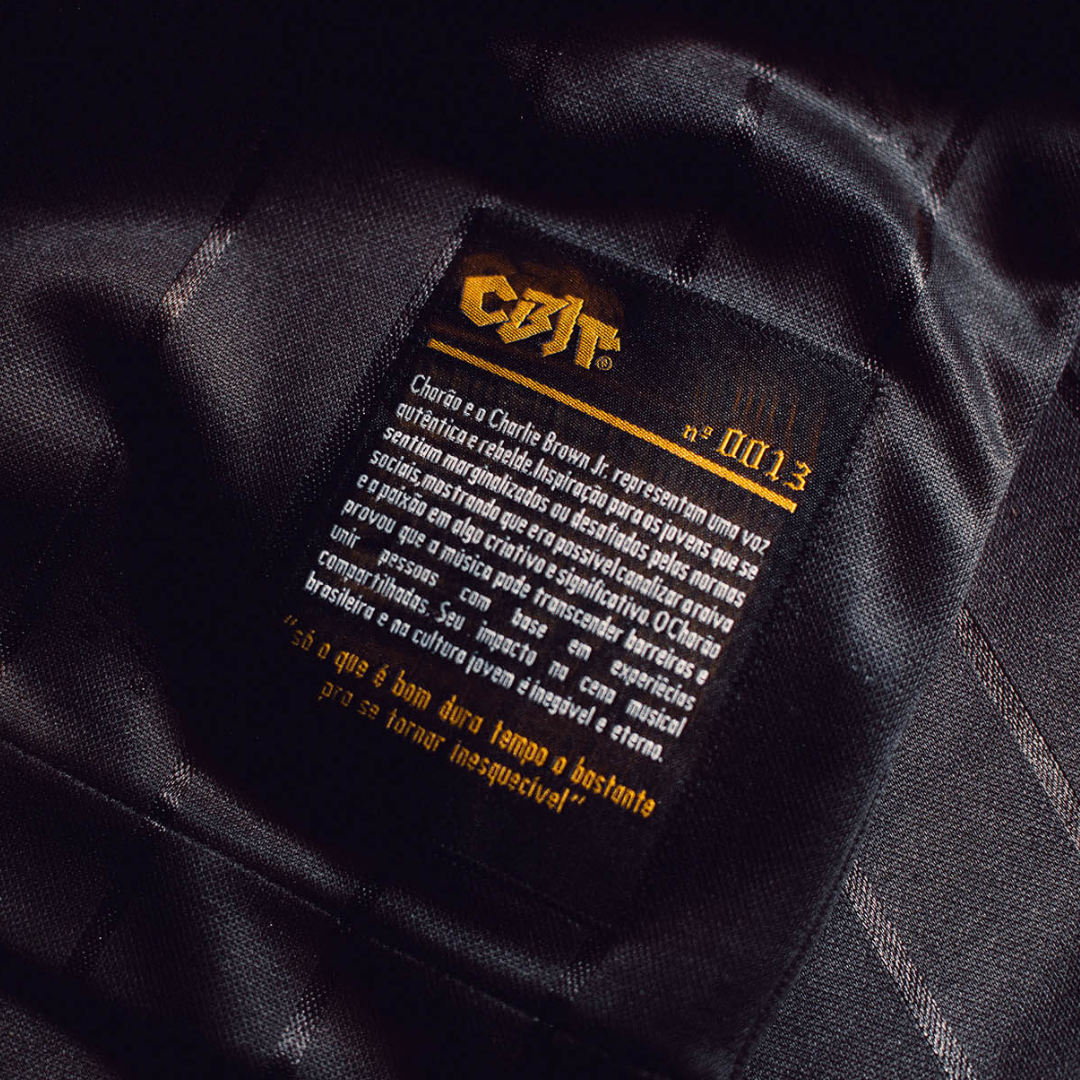 CBJr®
nº 0013
Chorão e o Charlie Brown Jr. representam uma voz
autêntica e rebelde.Inspiração para os jovens que se
sentiam marginalizados ou desafiados pelas normas
sociais,mostrando que era possível canalizar a raiva
e a paixão em algo criativo e significativo. O Chorão
provou que a música pode transcender barreiras e
unir pessoas com base em experiêcias
compartilhadas. Seu impacto na cena musical
brasileira e na cultura jovem é inegável e eterno.
"só o que é bom dura tempo o bastante
pra se tornar inesquecível"